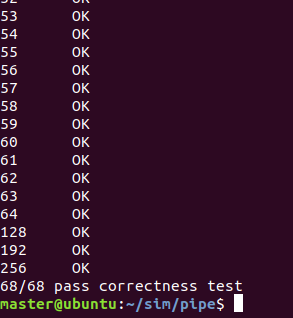 52 OK
53 OK
54 OK
55 OK
56 OK
57 OK
58 OK
59 OK
60 OK
61 OK
62 OK
63 OK
64 OK
128 OK
192 OK
256 OK
68/68 pass correctness test
master@ubuntu:~/sim/pipe$